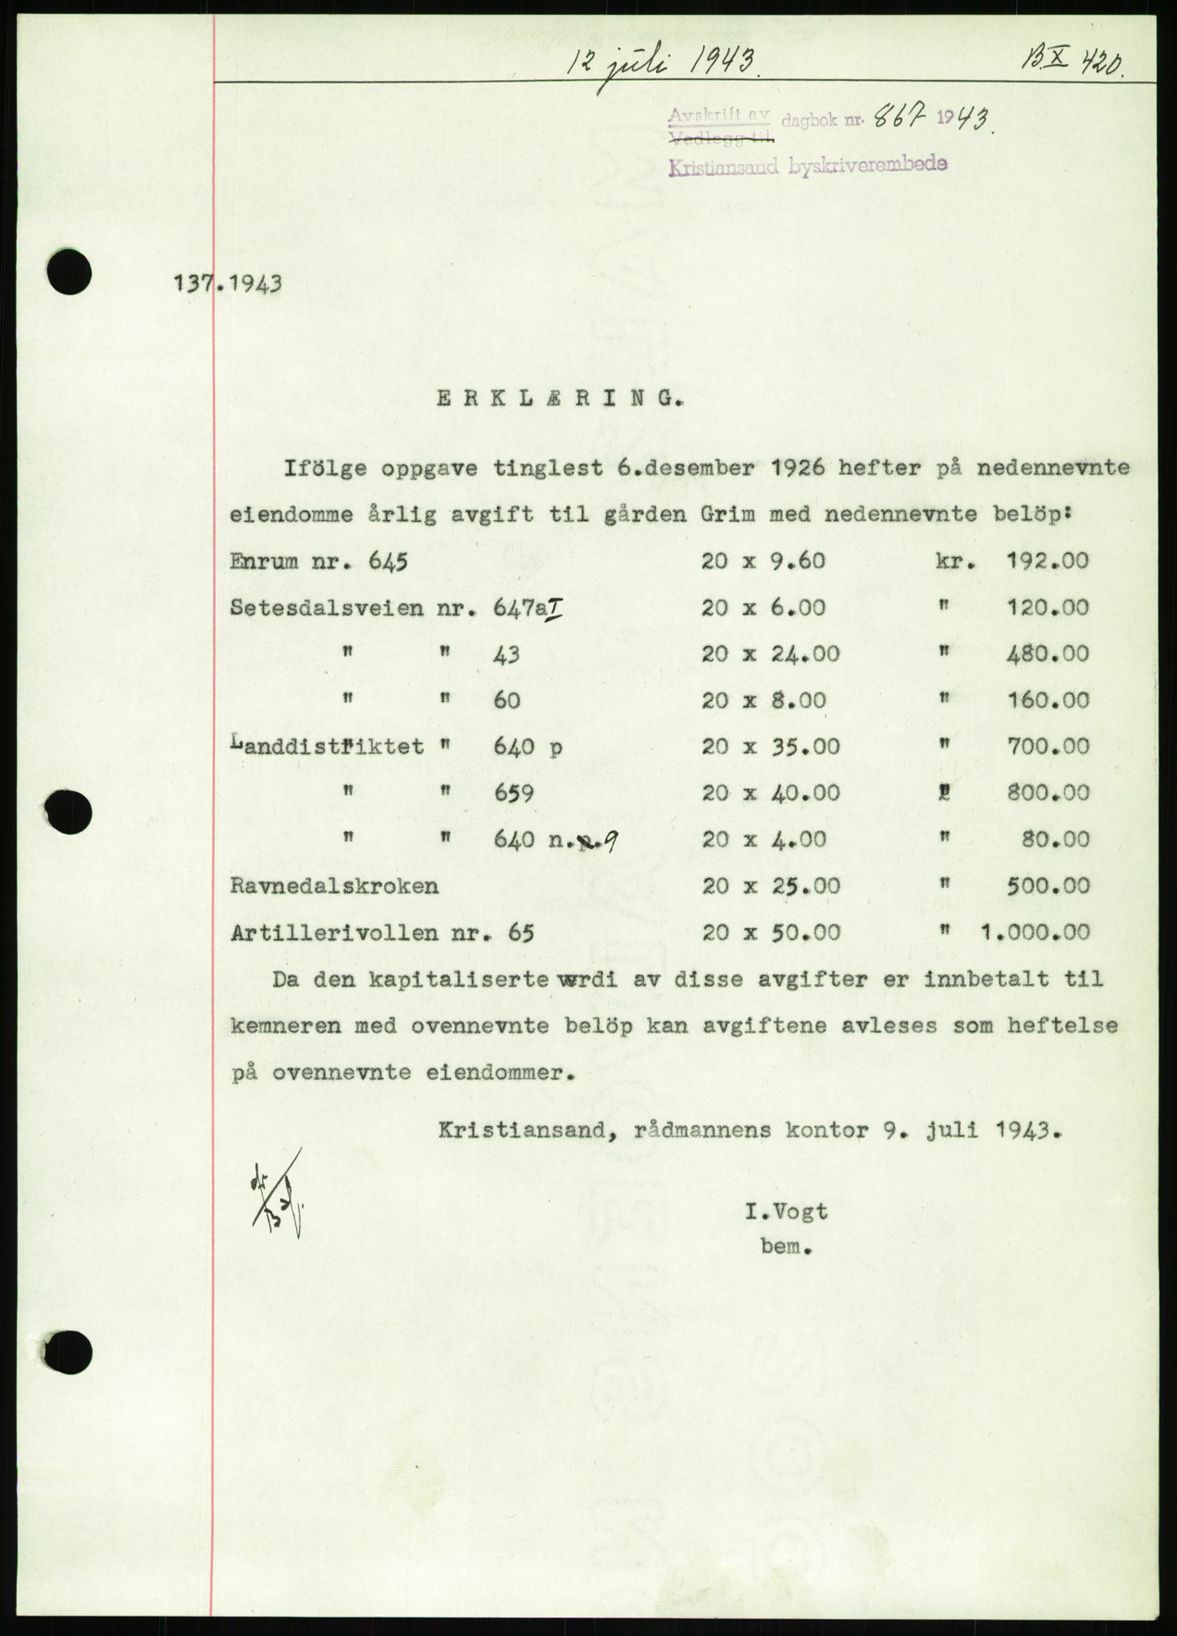 12 juli 1943. B.X 420.
Avskrift av dagbok nr. 867 1943.
Vedlegg til
Kristiansand byskriverembede
137.1943
ERKLÆRING.
Ifölge oppgave tinglest 6.desember 1926 hefter på nedennevnte
eiendomme årlig avgift til gården Grim med nedennevnte belöp:
Enrum nr. 645 20 x 9.60 kr. 192.00
Setesdalsveien nr. 647aI 20 x 6.00 " 120.00
" " 43 20 x 24.00 " 480.00
" " 60 20 x 8.00 " 160.00
Landdistriktet " 640 p 20 x 35.00 " 700.00
" " 659 20 x 40.00 " 800.00
" " 640 n. 9 20 x 4.00 " 80.00
Ravnedalskroken 20 x 25.00 " 500.00
Artillerivollen nr. 65 20 x 50.00 " 1.000.00
Da den kapitaliserte verdi av disse avgifter er innbetalt til
kemneren med ovennevnte belöp kan avgiftene avleses som heftelse
på ovennevnte eiendommer.
Kristiansand, rådmannens kontor 9. juli 1943.
I.Vogt
bem.